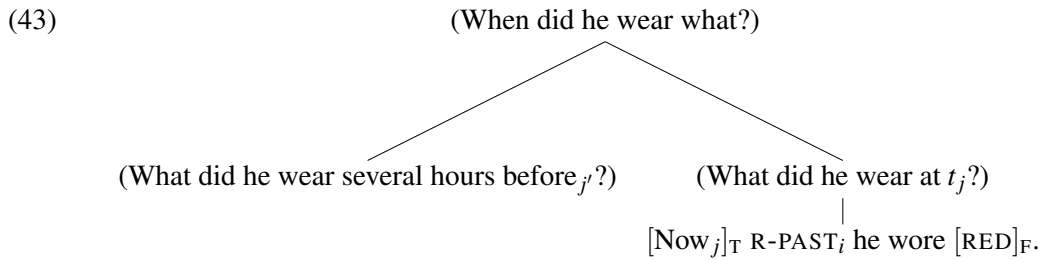 (43) (When did he wear what?)
(What did he wear several hours before_j′?) (What did he wear at t_j?)
[Now_j]_T R-PAST_i he wore [RED]_F.